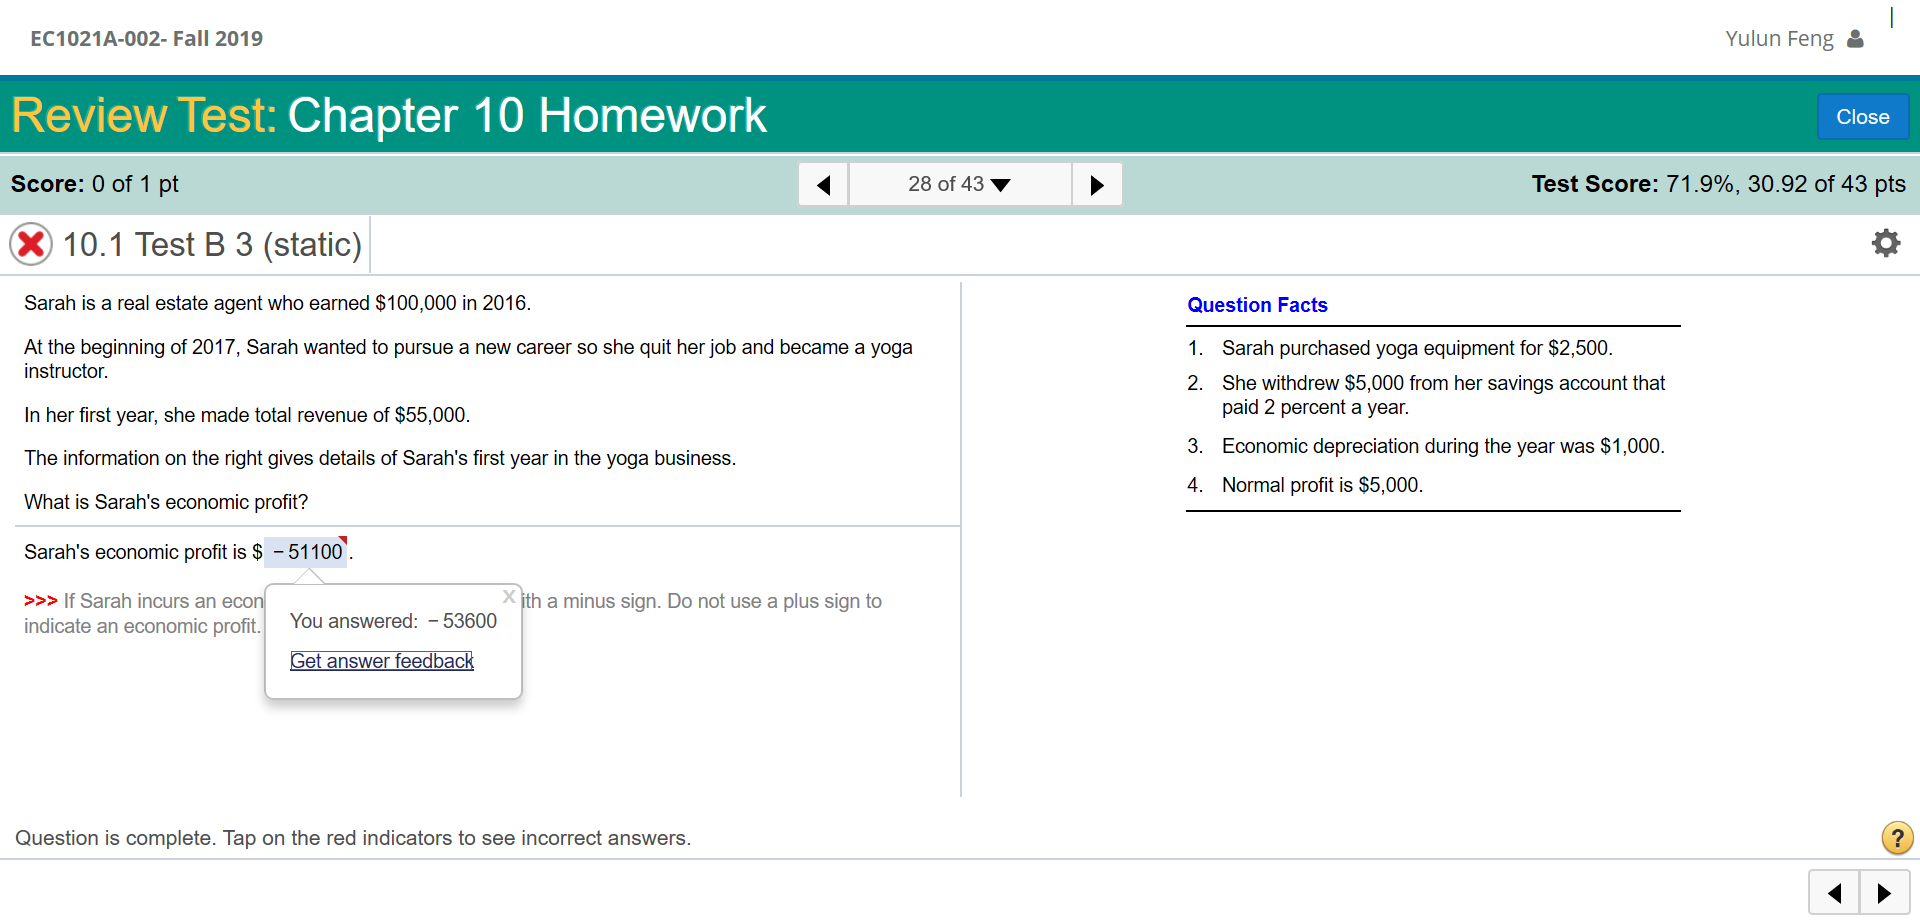 EC1021A-002- Fall 2019
Yulun Feng
Review Test: Chapter 10 Homework
Close
Score: 0 of 1 pt
28 of 43
Test Score: 71.9%, 30.92 of 43 pts
10.1 Test B 3 (static)
Sarah is a real estate agent who earned $100,000 in 2016.
At the beginning of 2017, Sarah wanted to pursue a new career so she quit her job and became a yoga
instructor.
In her first year, she made total revenue of $55,000.
The information on the right gives details of Sarah's first year in the yoga business.
What is Sarah's economic profit?
Sarah's economic profit is $ −51100.
>>> If Sarah incurs an econ
ith a minus sign. Do not use a plus sign to
indicate an economic profit.
X
You answered: −53600
Get answer feedback
Question Facts
1. Sarah purchased yoga equipment for $2,500.
2. She withdrew $5,000 from her savings account that
paid 2 percent a year.
3. Economic depreciation during the year was $1,000.
4. Normal profit is $5,000.
Question is complete. Tap on the red indicators to see incorrect answers.
?